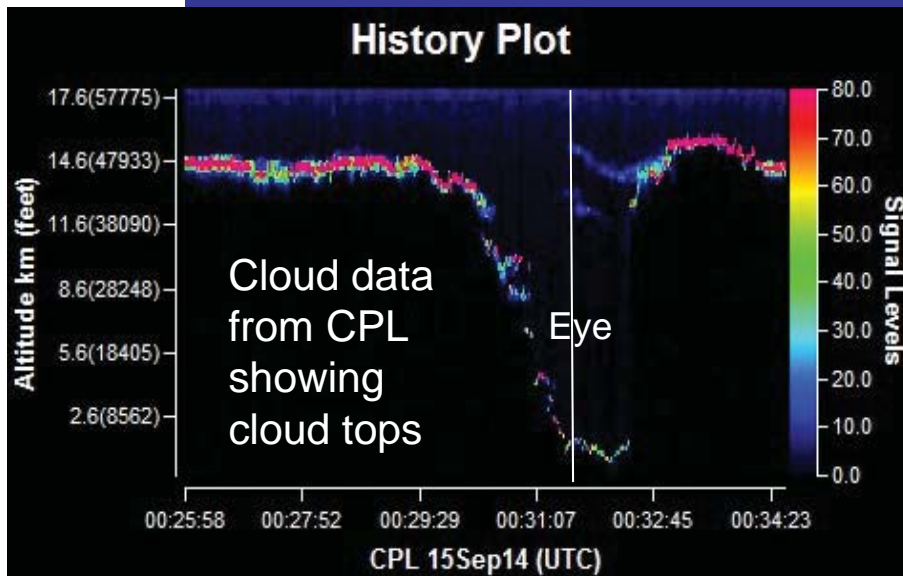 History Plot
Altitude km (feet)
17.6(57775)
14.6(47933)
11.6(38090)
8.6(28248)
5.6(18405)
2.6(8562)
Cloud data
from CPL
showing
cloud tops
Eye
80.0
70.0
60.0
50.0
40.0
30.0
20.0
10.0
0.0
Signal Levels
00:25:58 00:27:52 00:29:29 00:31:07 00:32:45 00:34:23
CPL 15Sep14 (UTC)